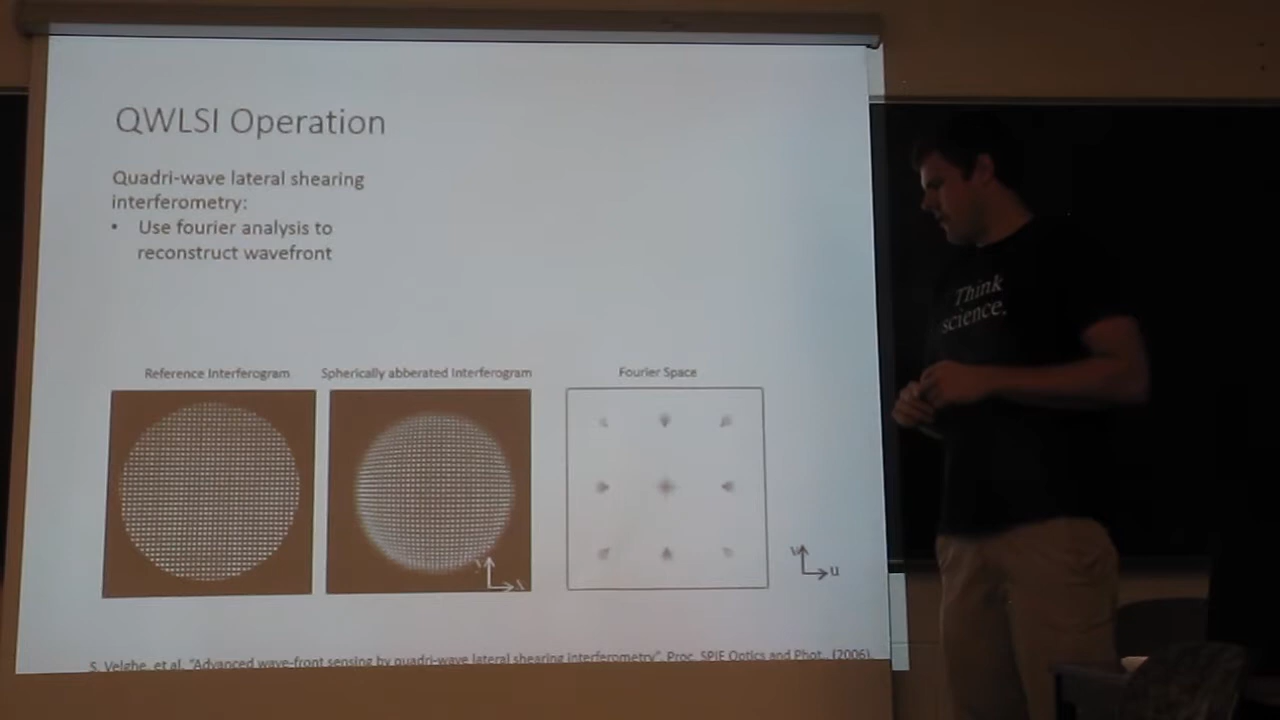 QWLSI Operation
Quadri-wave lateral shearing
interferometry:
• Use fourier analysis to
reconstruct wavefront
Think
science.
Reference Interferogram
Spherically abberated Interferogram
Fourier Space
y
x
v
u
S. Velghe, et al. "Advanced wave-front sensing by quadri-wave lateral shearing interferometry", Proc. SPIE Optics and Phot., (2006)